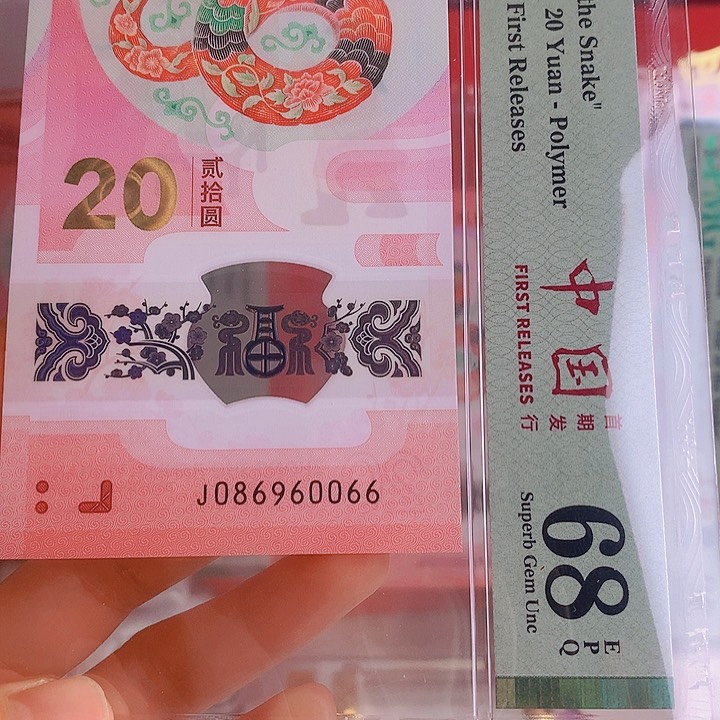 20
贰拾圆
J086960066
the Snake"
20 Yuan - Polymer
First Releases
中国
首期发行
FIRST RELEASES
68
EPQ
Superb Gem Unc